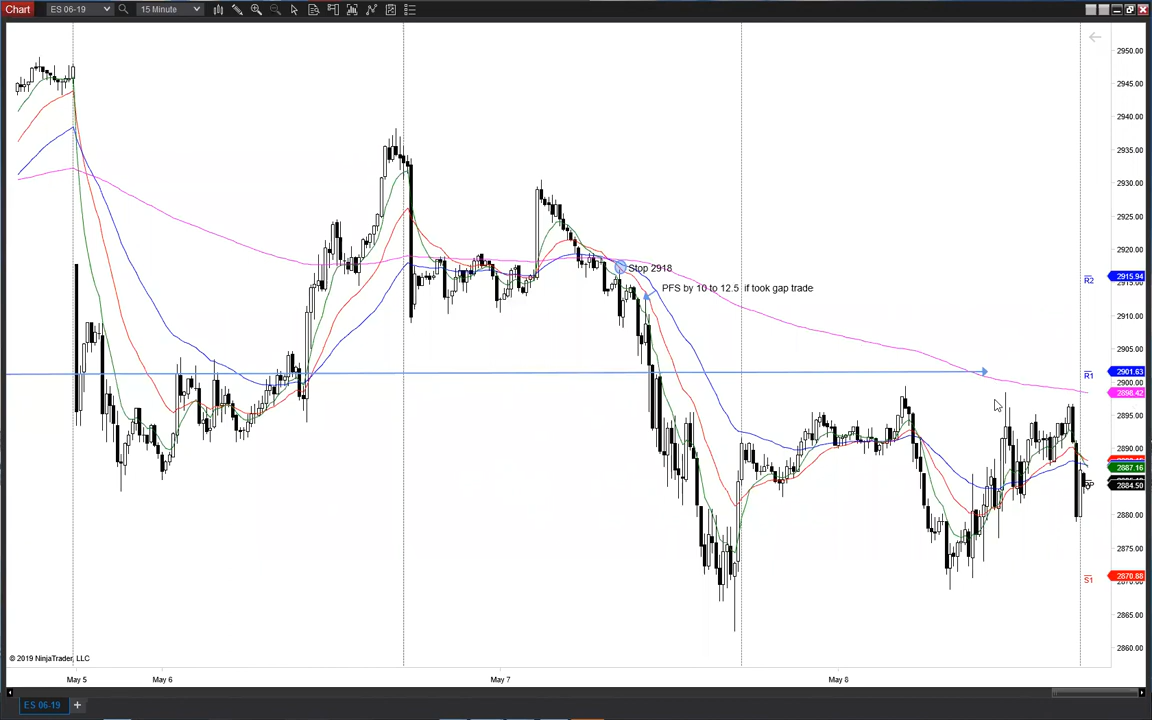 Chart
ES 06-19
15 Minute
2950.00
2945.00
2940.00
2935.00
2930.00
2925.00
2920.00
Stop 2918
2915.94
R2
2915.00
PFS by 10 to 12.5 if took gap trade
2910.00
2905.00
2901.63
R1
2900.00
2898.42
2895.00
2890.00
2887.16
2884.50
2880.00
2875.00
2870.88
S1
2865.00
2860.00
© 2019 NinjaTrader, LLC
May 5
May 6
May 7
May 8
ES 06-19
+